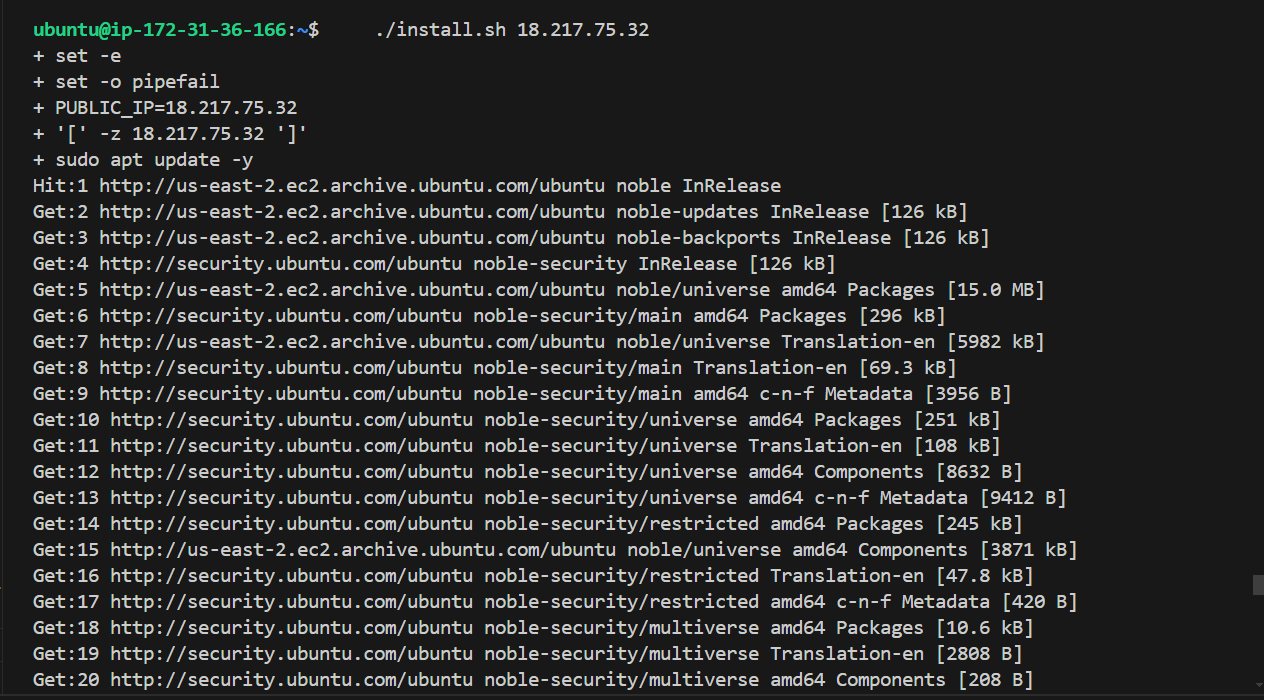 ubuntu@ip-172-31-36-166:~$     ./install.sh 18.217.75.32
+ set -e
+ set -o pipefail
+ PUBLIC_IP=18.217.75.32
+ '[' -z 18.217.75.32 ']'
+ sudo apt update -y
Hit:1 http://us-east-2.ec2.archive.ubuntu.com/ubuntu noble InRelease
Get:2 http://us-east-2.ec2.archive.ubuntu.com/ubuntu noble-updates InRelease [126 kB]
Get:3 http://us-east-2.ec2.archive.ubuntu.com/ubuntu noble-backports InRelease [126 kB]
Get:4 http://security.ubuntu.com/ubuntu noble-security InRelease [126 kB]
Get:5 http://us-east-2.ec2.archive.ubuntu.com/ubuntu noble/universe amd64 Packages [15.0 MB]
Get:6 http://security.ubuntu.com/ubuntu noble-security/main amd64 Packages [296 kB]
Get:7 http://us-east-2.ec2.archive.ubuntu.com/ubuntu noble/universe Translation-en [5982 kB]
Get:8 http://security.ubuntu.com/ubuntu noble-security/main Translation-en [69.3 kB]
Get:9 http://security.ubuntu.com/ubuntu noble-security/main amd64 c-n-f Metadata [3956 B]
Get:10 http://security.ubuntu.com/ubuntu noble-security/universe amd64 Packages [251 kB]
Get:11 http://security.ubuntu.com/ubuntu noble-security/universe Translation-en [108 kB]
Get:12 http://security.ubuntu.com/ubuntu noble-security/universe amd64 Components [8632 B]
Get:13 http://security.ubuntu.com/ubuntu noble-security/universe amd64 c-n-f Metadata [9412 B]
Get:14 http://security.ubuntu.com/ubuntu noble-security/restricted amd64 Packages [245 kB]
Get:15 http://us-east-2.ec2.archive.ubuntu.com/ubuntu noble/universe amd64 Components [3871 kB]
Get:16 http://security.ubuntu.com/ubuntu noble-security/restricted Translation-en [47.8 kB]
Get:17 http://security.ubuntu.com/ubuntu noble-security/restricted amd64 c-n-f Metadata [420 B]
Get:18 http://security.ubuntu.com/ubuntu noble-security/multiverse amd64 Packages [10.6 kB]
Get:19 http://security.ubuntu.com/ubuntu noble-security/multiverse Translation-en [2808 B]
Get:20 http://security.ubuntu.com/ubuntu noble-security/multiverse amd64 Components [208 B]